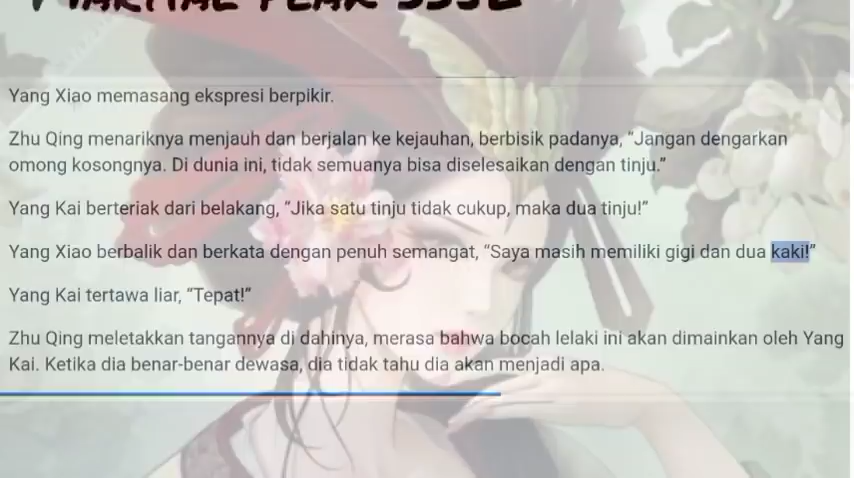 Yang Xiao memasang ekspresi berpikir.
Zhu Qing menariknya menjauh dan berjalan ke kejauhan, berbisik padanya, “Jangan dengarkan
omong kosongnya. Di dunia ini, tidak semuanya bisa diselesaikan dengan tinju.”
Yang Kai berteriak dari belakang, “Jika satu tinju tidak cukup, maka dua tinju!”
Yang Xiao berbalik dan berkata dengan penuh semangat, “Saya masih memiliki gigi dan dua kaki!”
Yang Kai tertawa liar, “Tepat!”
Zhu Qing meletakkan tangannya di dahinya, merasa bahwa bocah lelaki ini akan dimainkan oleh Yang
Kai. Ketika dia benar-benar dewasa, dia tidak tahu dia akan menjadi apa.